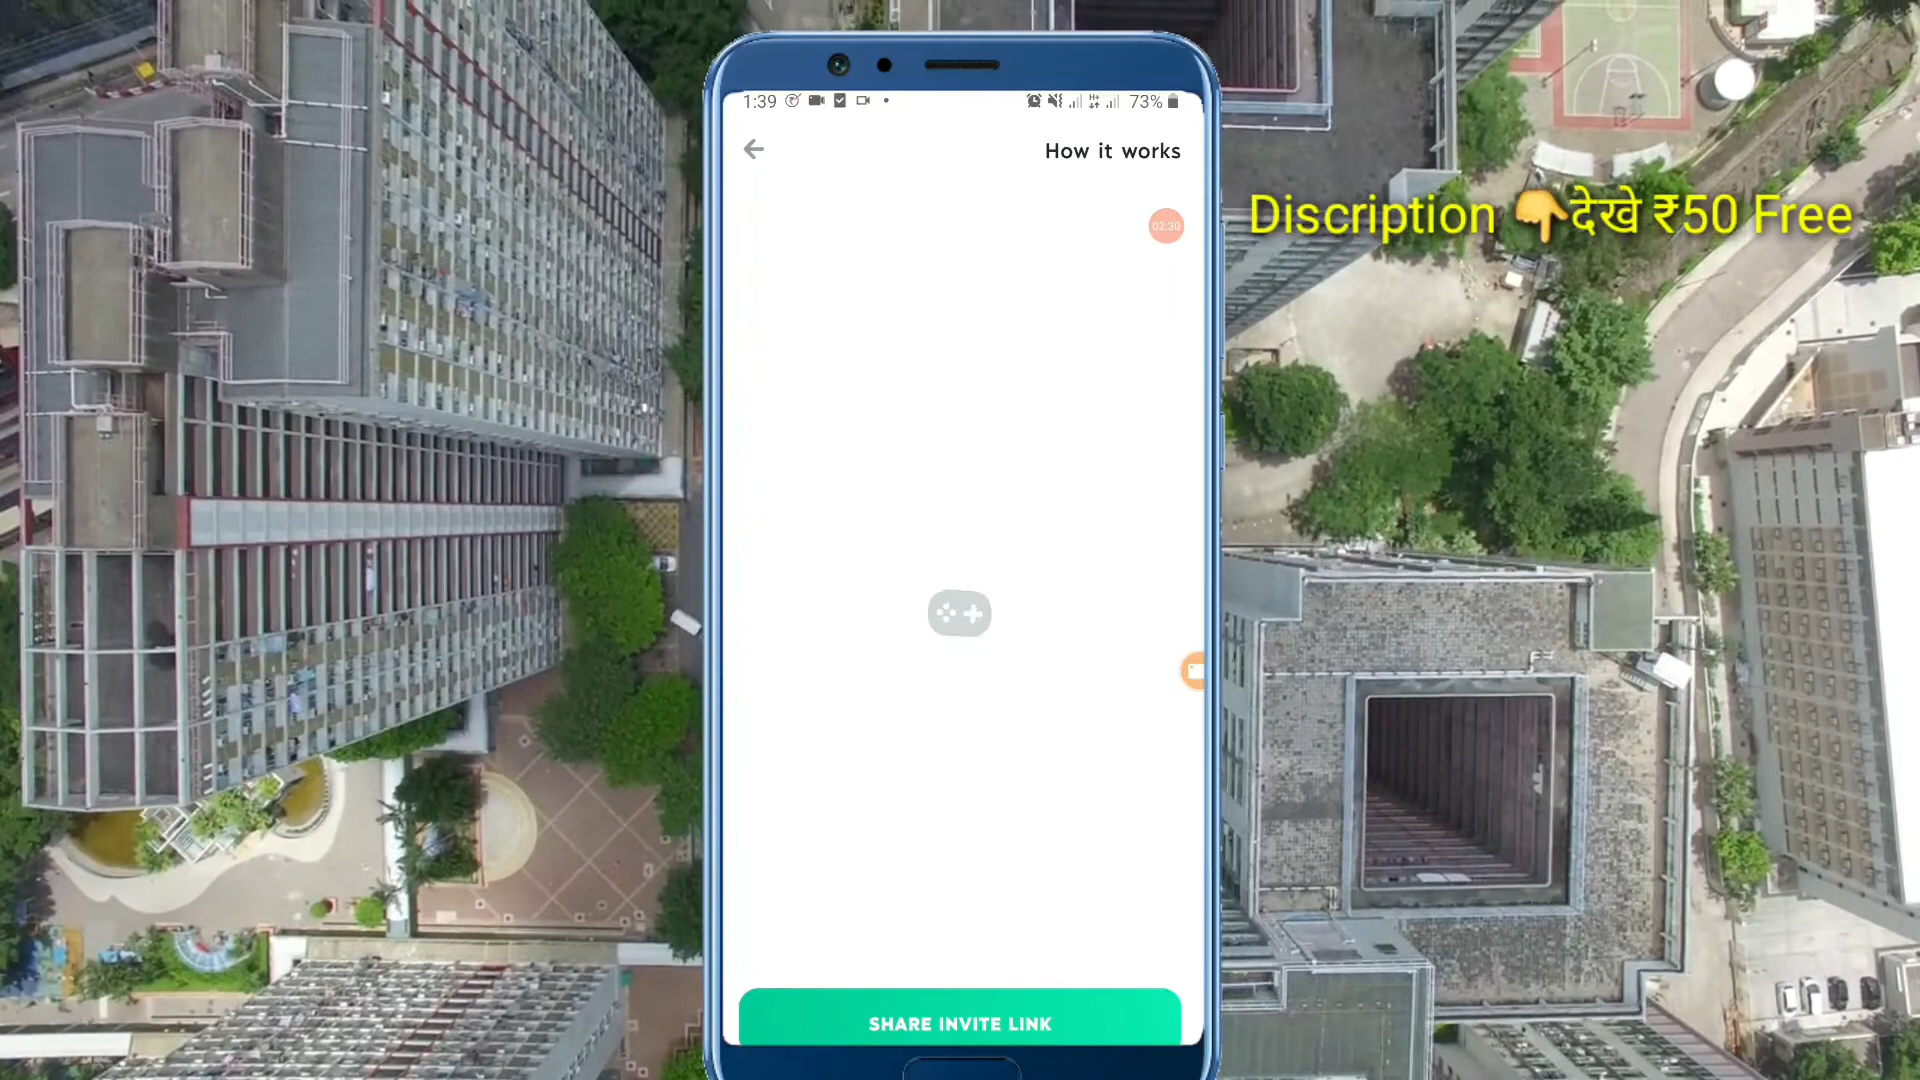 1:39
73%
How it works
02:30
Discription 👇देखे ₹50 Free
SHARE INVITE LINK